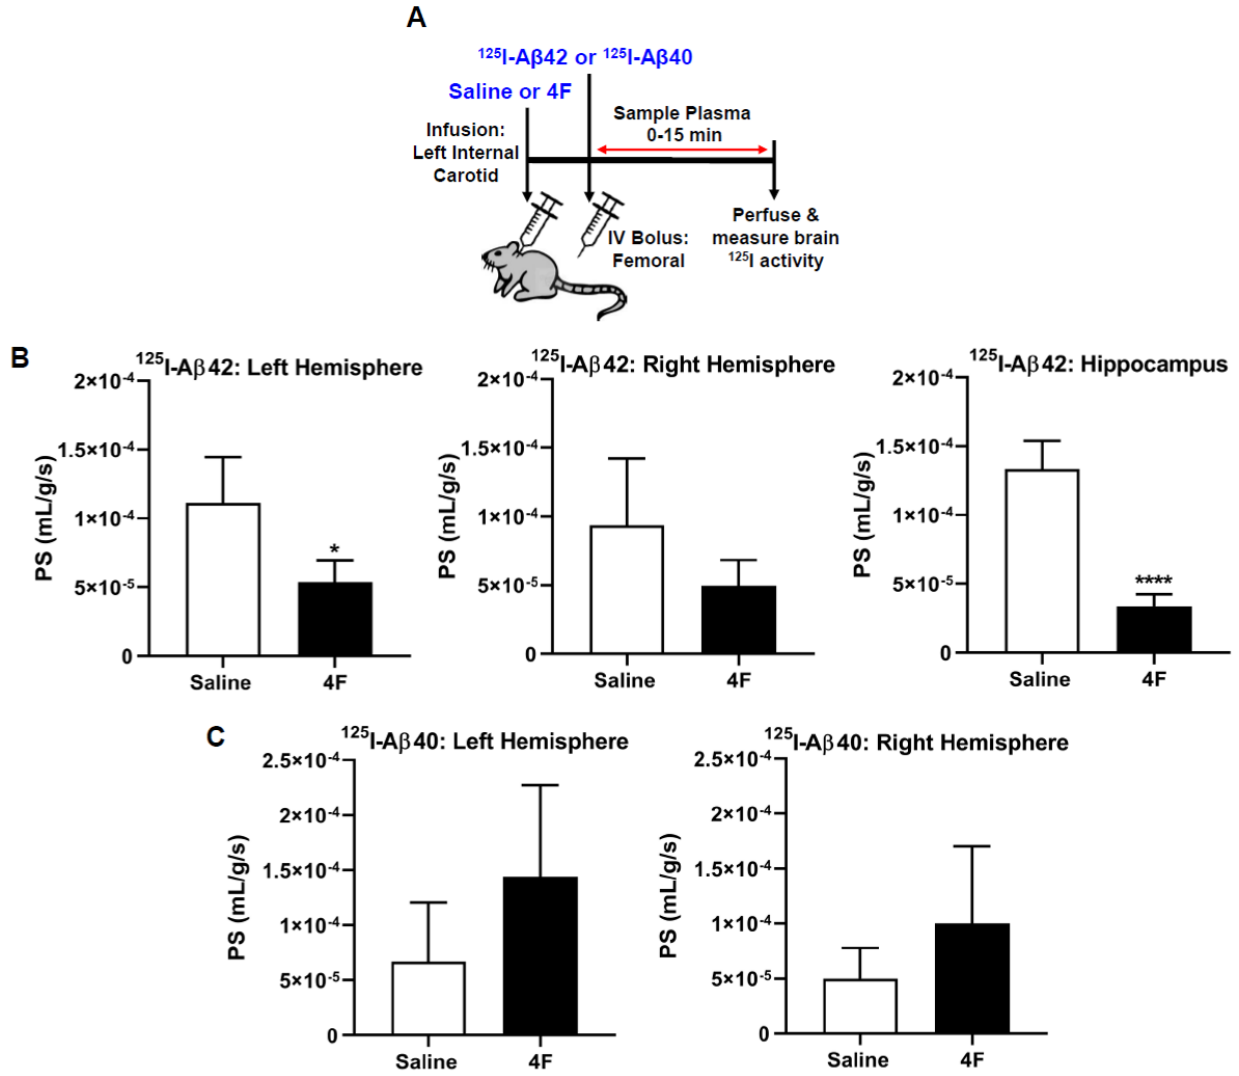 A
¹²⁵I-Aβ42 or ¹²⁵I-Aβ40
Saline or 4F
Infusion:
Left Internal
Carotid
Sample Plasma
0-15 min
IV Bolus:
Femoral
Perfuse &
measure brain
¹²⁵I activity
B
¹²⁵I-Aβ42: Left Hemisphere
PS (mL/g/s)
2×10⁻⁴
1.5×10⁻⁴
1×10⁻⁴
5×10⁻⁵
0
*
Saline 4F
¹²⁵I-Aβ42: Right Hemisphere
PS (mL/g/s)
2×10⁻⁴
1.5×10⁻⁴
1×10⁻⁴
5×10⁻⁵
0
Saline 4F
¹²⁵I-Aβ42: Hippocampus
PS (mL/g/s)
2×10⁻⁴
1.5×10⁻⁴
1×10⁻⁴
5×10⁻⁵
0
****
Saline 4F
C
¹²⁵I-Aβ40: Left Hemisphere
PS (mL/g/s)
2.5×10⁻⁴
2×10⁻⁴
1.5×10⁻⁴
1×10⁻⁴
5×10⁻⁵
0
Saline 4F
¹²⁵I-Aβ40: Right Hemisphere
PS (mL/g/s)
2.5×10⁻⁴
2×10⁻⁴
1.5×10⁻⁴
1×10⁻⁴
5×10⁻⁵
0
Saline 4F